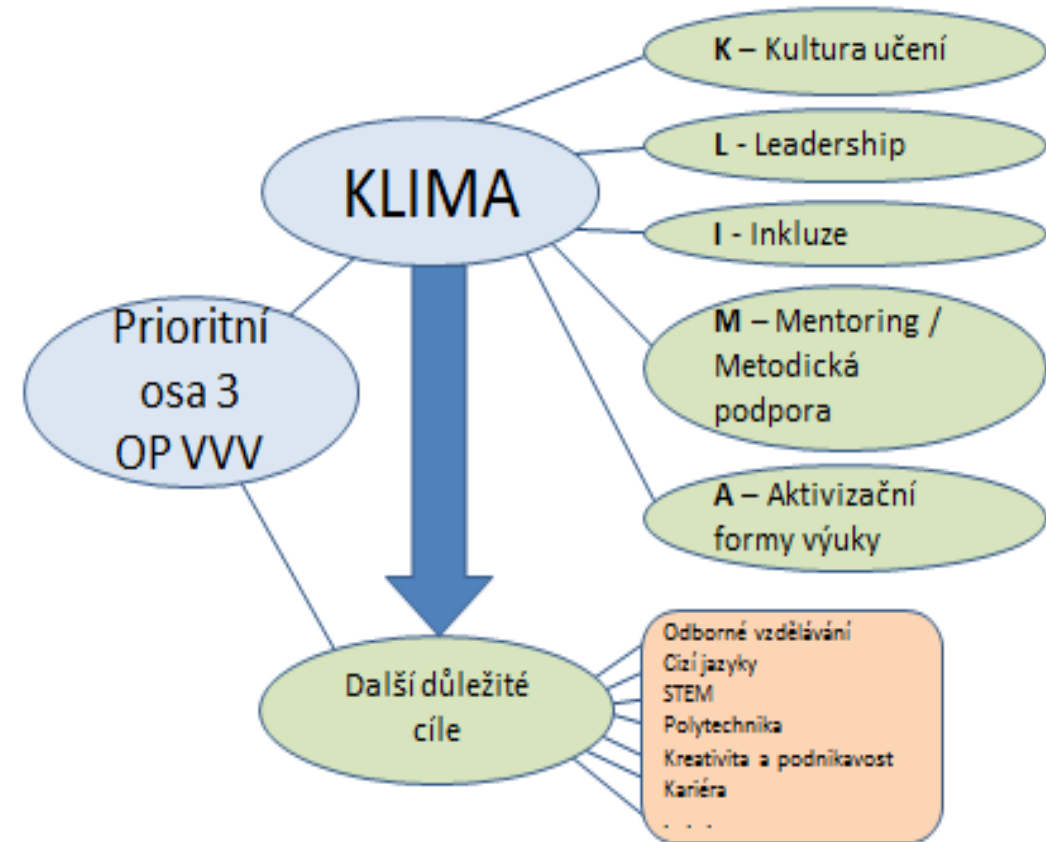 K – Kultura učení
KLIMA
L - Leadership
I - Inkluze
Prioritní
osa 3
OP VVV
M – Mentoring /
Metodická
podpora
A – Aktivizační
formy výuky
Další důležité
cíle
Odborné vzdělávání
Cizí jazyky
STEM
Polytechnika
Kreativita a podnikavost
Kariéra
. . .